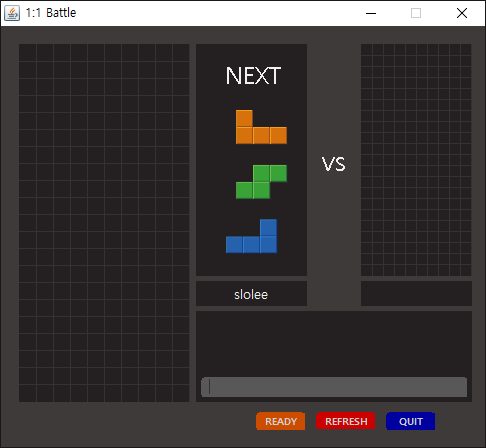 1:1 Battle
NEXT
VS
slolee
READY
REFRESH
QUIT